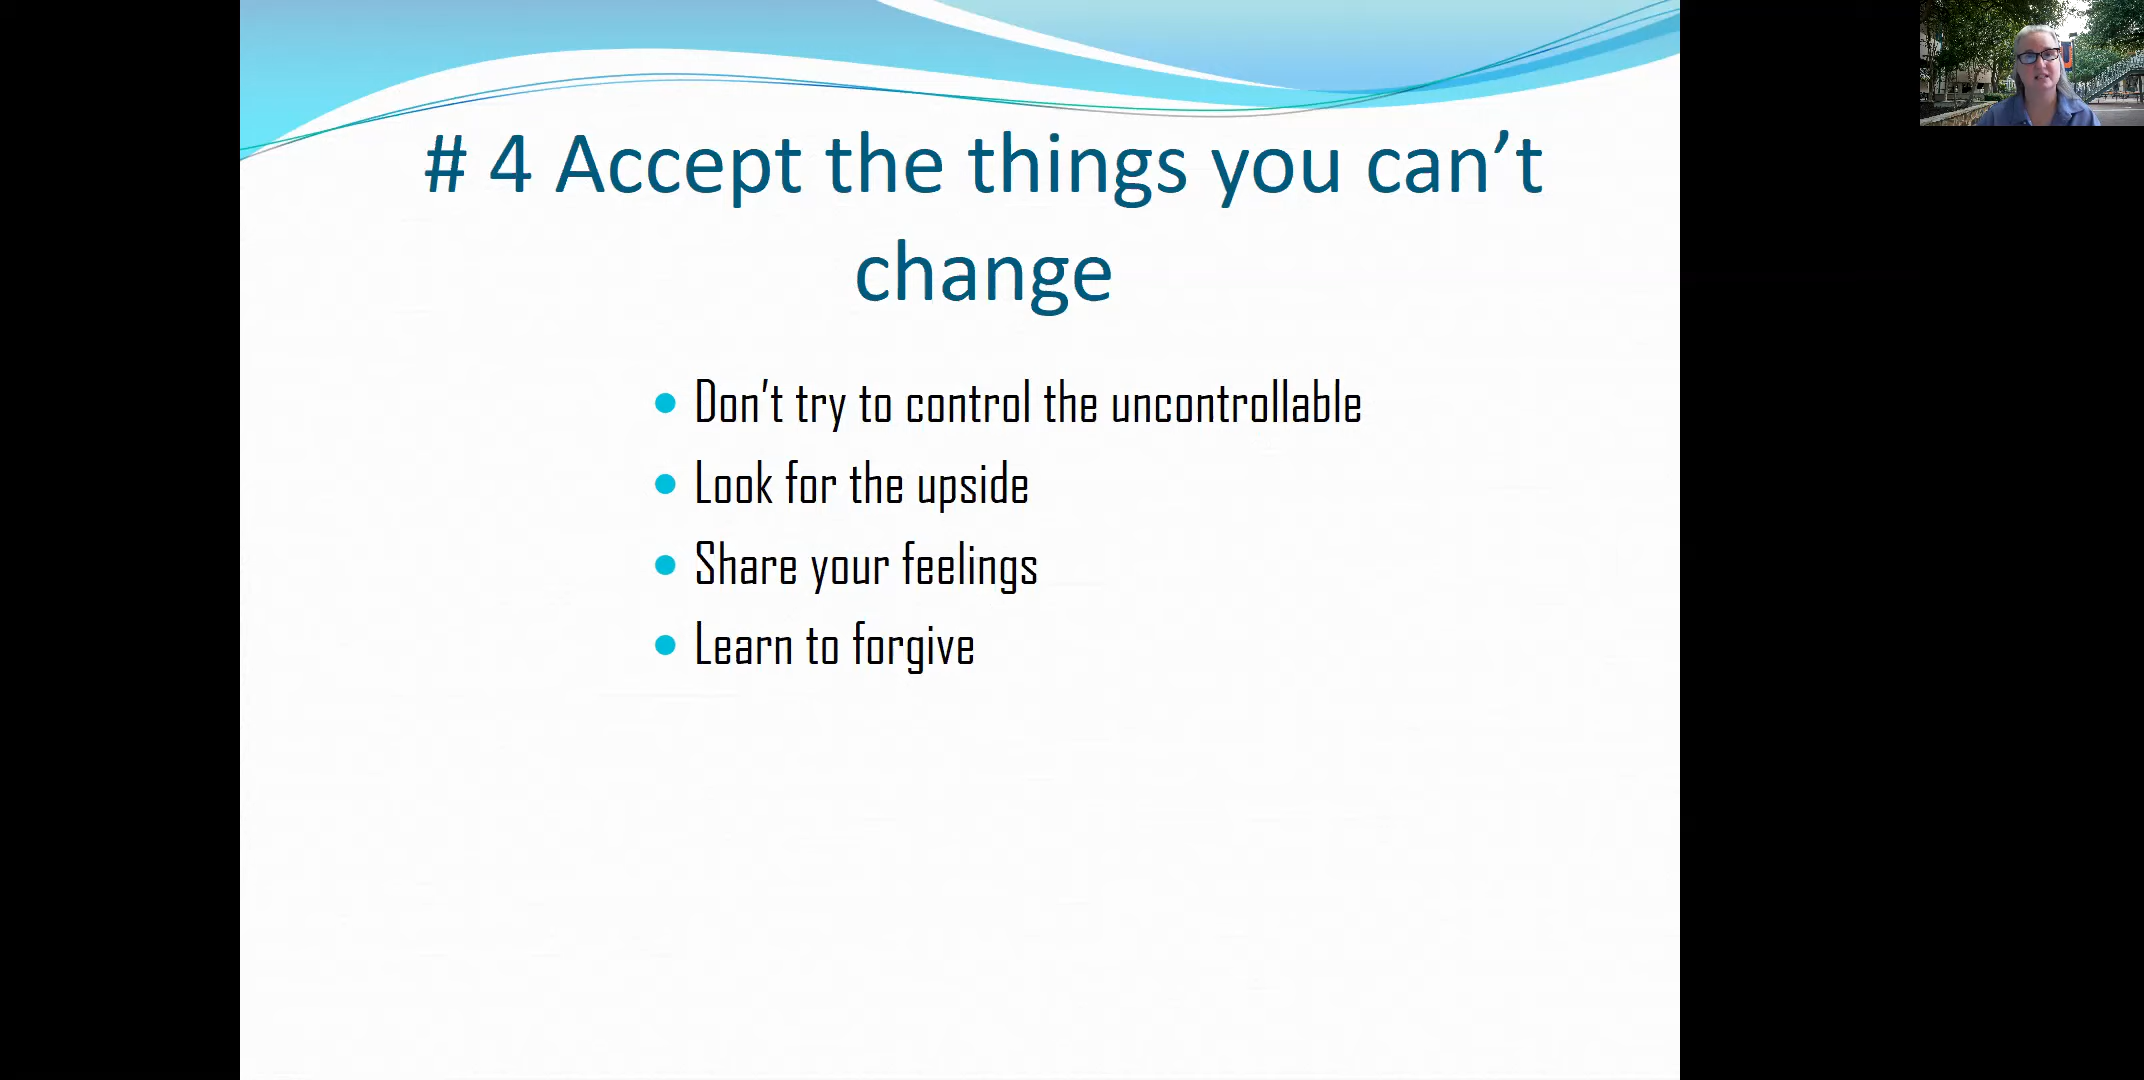 # 4 Accept the things you can’t
change
Don’t try to control the uncontrollable
Look for the upside
Share your feelings
Learn to forgive